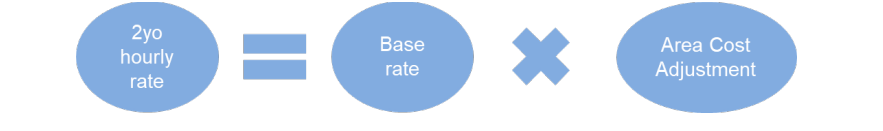 2yo
hourly
rate
Base
rate
Area Cost
Adjustment